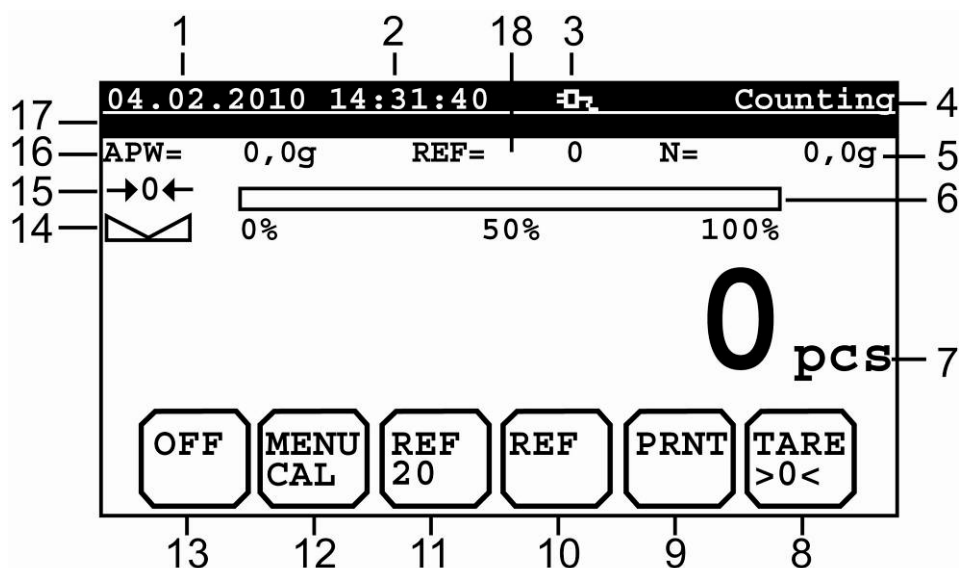 1 2 18 3
04.02.2010 14:31:40 Counting 4
17
16 APW= 0,0g REF= 0 N= 0,0g 5
15 →0← 6
14 0% 50% 100%
0 pcs 7
OFF MENU REF REF PRNT TARE
CAL 20 >0<
13 12 11 10 9 8